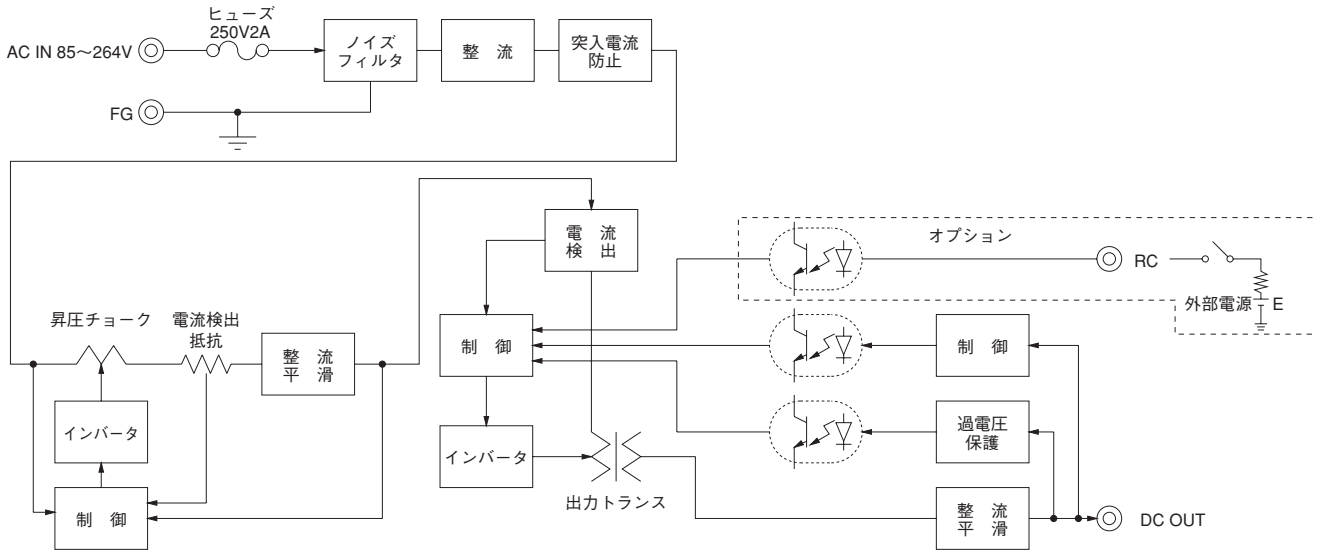 ヒューズ
250V2A
AC IN 85～264V
ノイズ
フィルタ
整 流
突入電流
防止
FG
電 流
検 出
オプション
RC
外部電源
E
昇圧チョーク
電流検出
抵抗
整 流
平 滑
制 御
制 御
インバータ
過電圧
保護
インバータ
出力トランス
制 御
整 流
平 滑
DC OUT